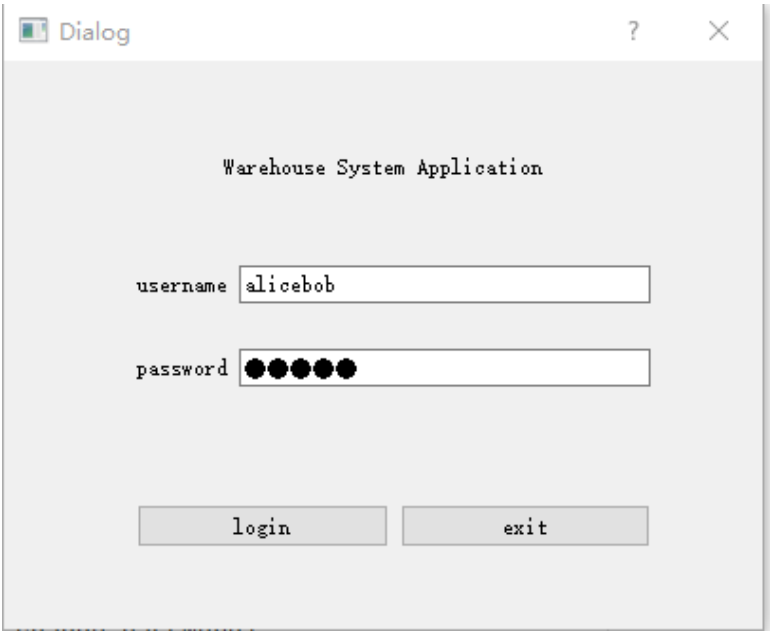 Dialog ?
Warehouse System Application
username alicebob
password ●●●●●
login exit